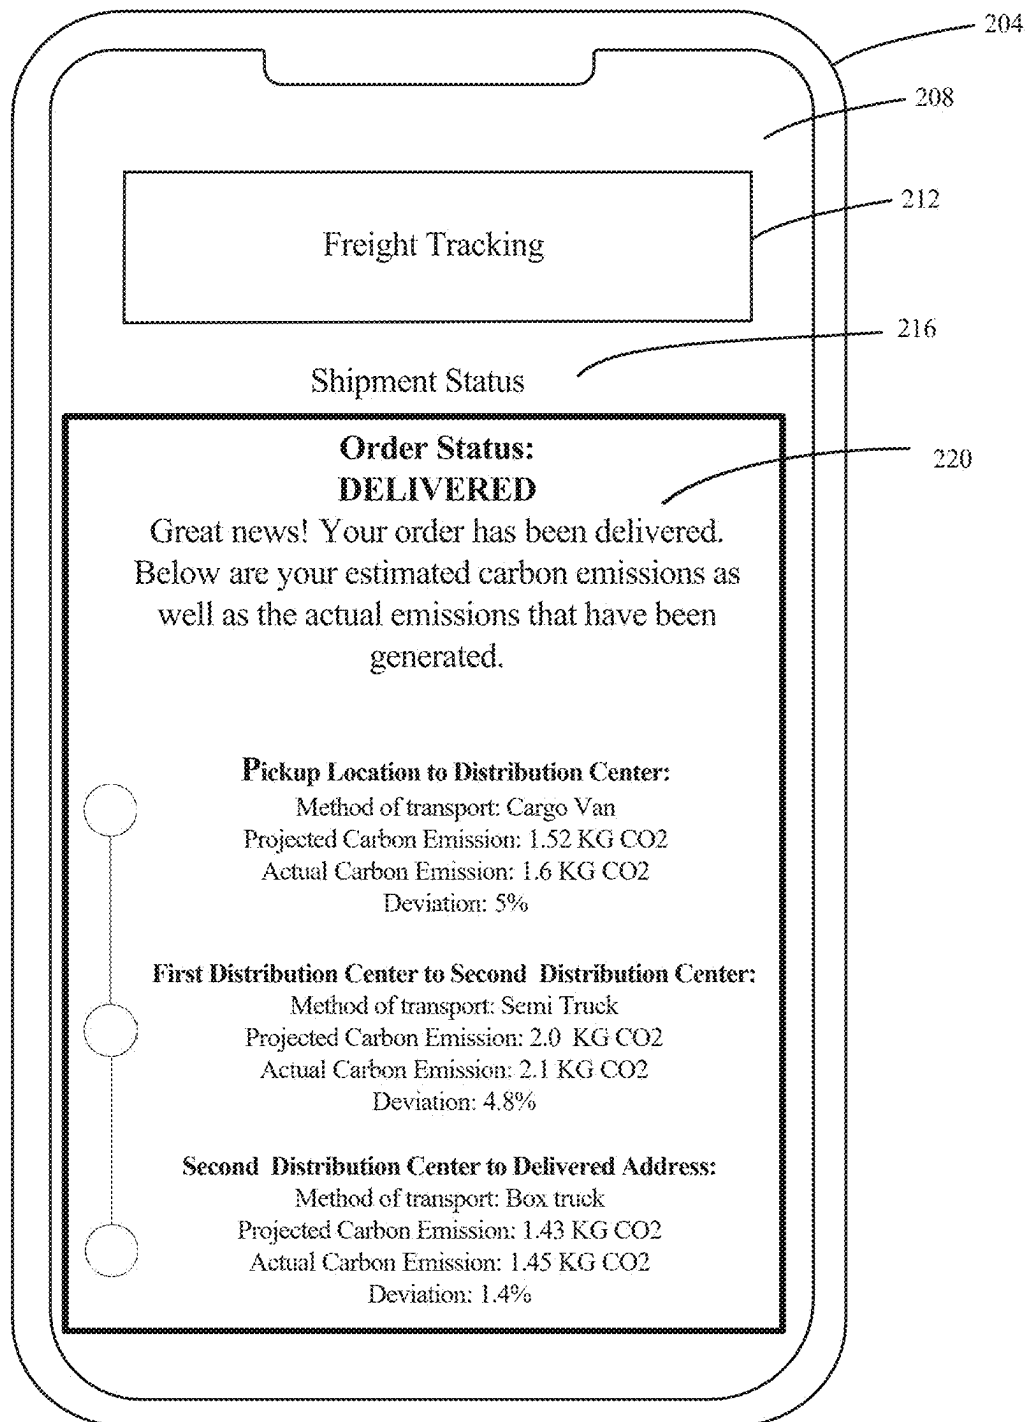 204
208
212
Freight Tracking
216
Shipment Status
Order Status:
DELIVERED
220
Great news! Your order has been delivered.
Below are your estimated carbon emissions as
well as the actual emissions that have been
generated.
Pickup Location to Distribution Center:
Method of transport: Cargo Van
Projected Carbon Emission: 1.52 KG CO2
Actual Carbon Emission: 1.6 KG CO2
Deviation: 5%
First Distribution Center to Second Distribution Center:
Method of transport: Semi Truck
Projected Carbon Emission: 2.0 KG CO2
Actual Carbon Emission: 2.1 KG CO2
Deviation: 4.8%
Second Distribution Center to Delivered Address:
Method of transport: Box truck
Projected Carbon Emission: 1.43 KG CO2
Actual Carbon Emission: 1.45 KG CO2
Deviation: 1.4%